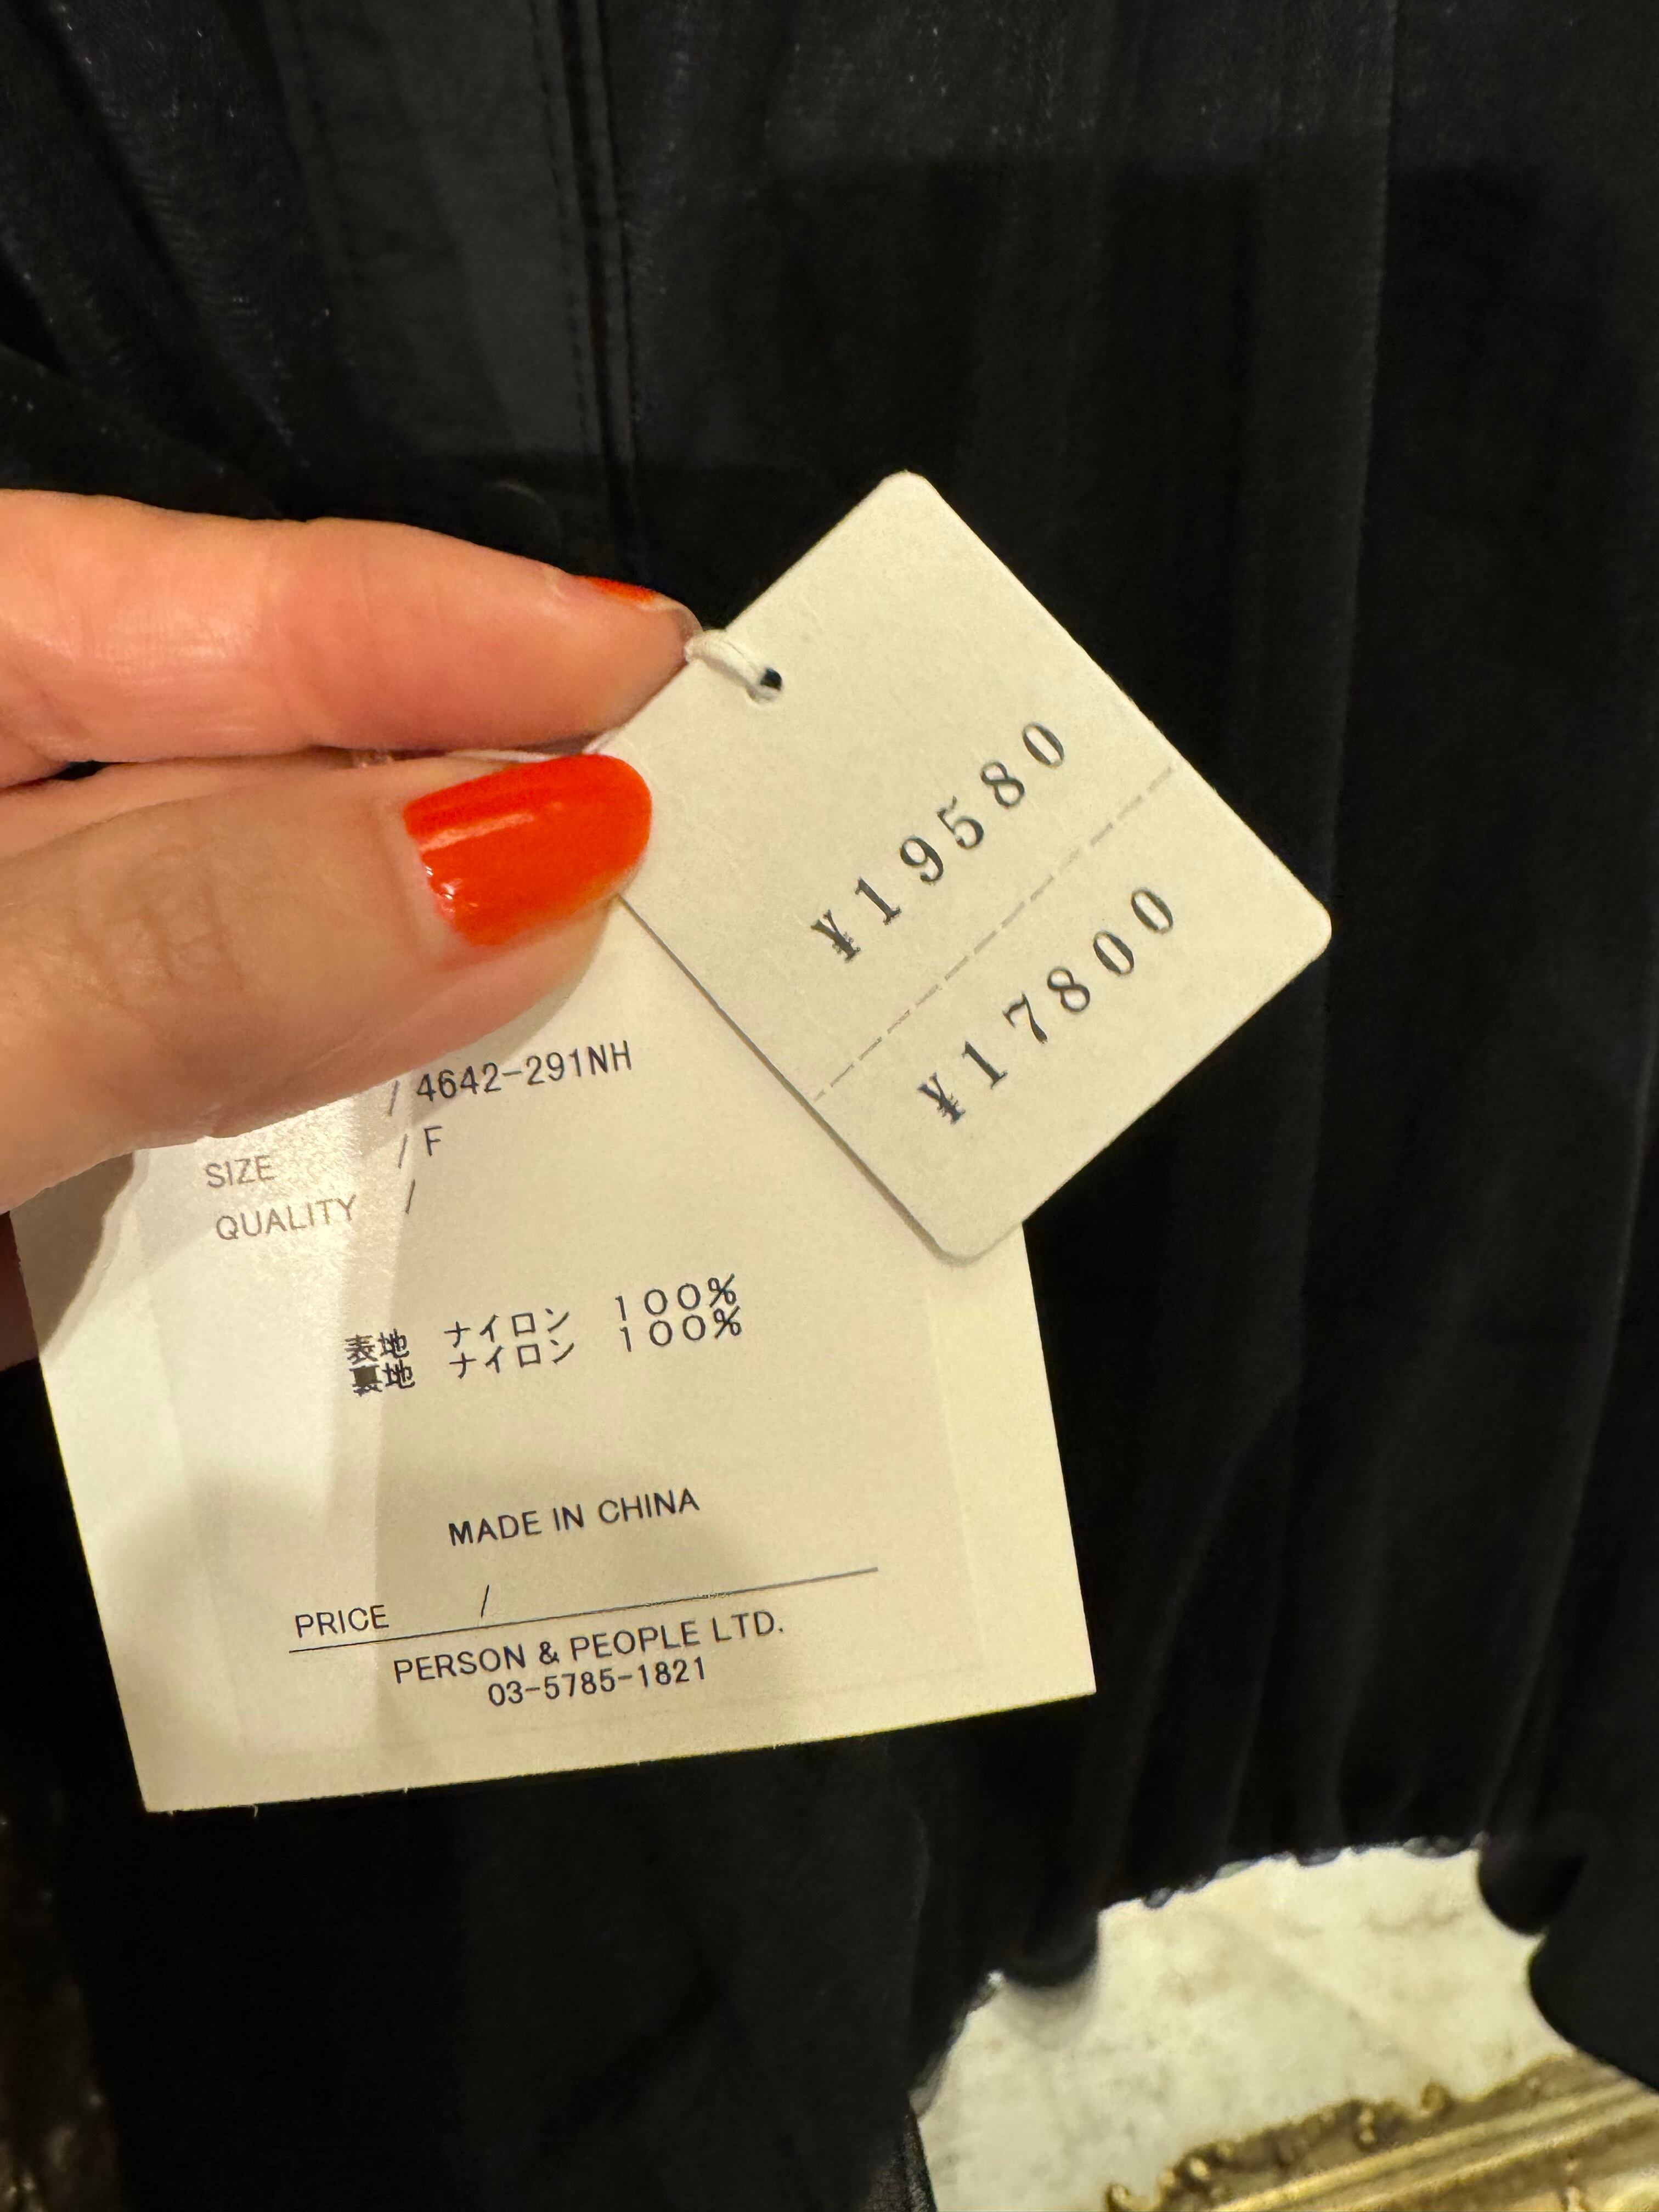 ¥19580
¥17800
/ 4642-291NH
SIZE / F
QUALITY /
表地 ナイロン 100%
裏地 ナイロン 100%
MADE IN CHINA
PRICE /
PERSON & PEOPLE LTD.
03-5785-1821